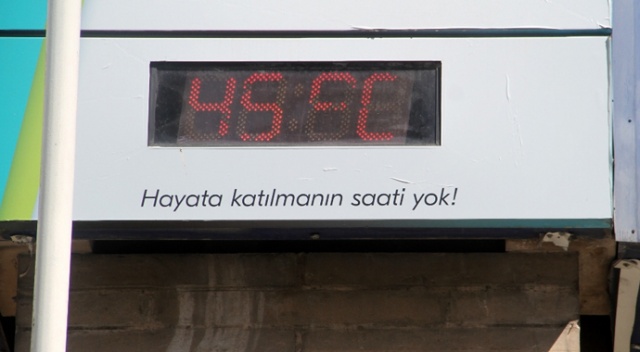 45 °C
Hayata katılmanın saati yok!